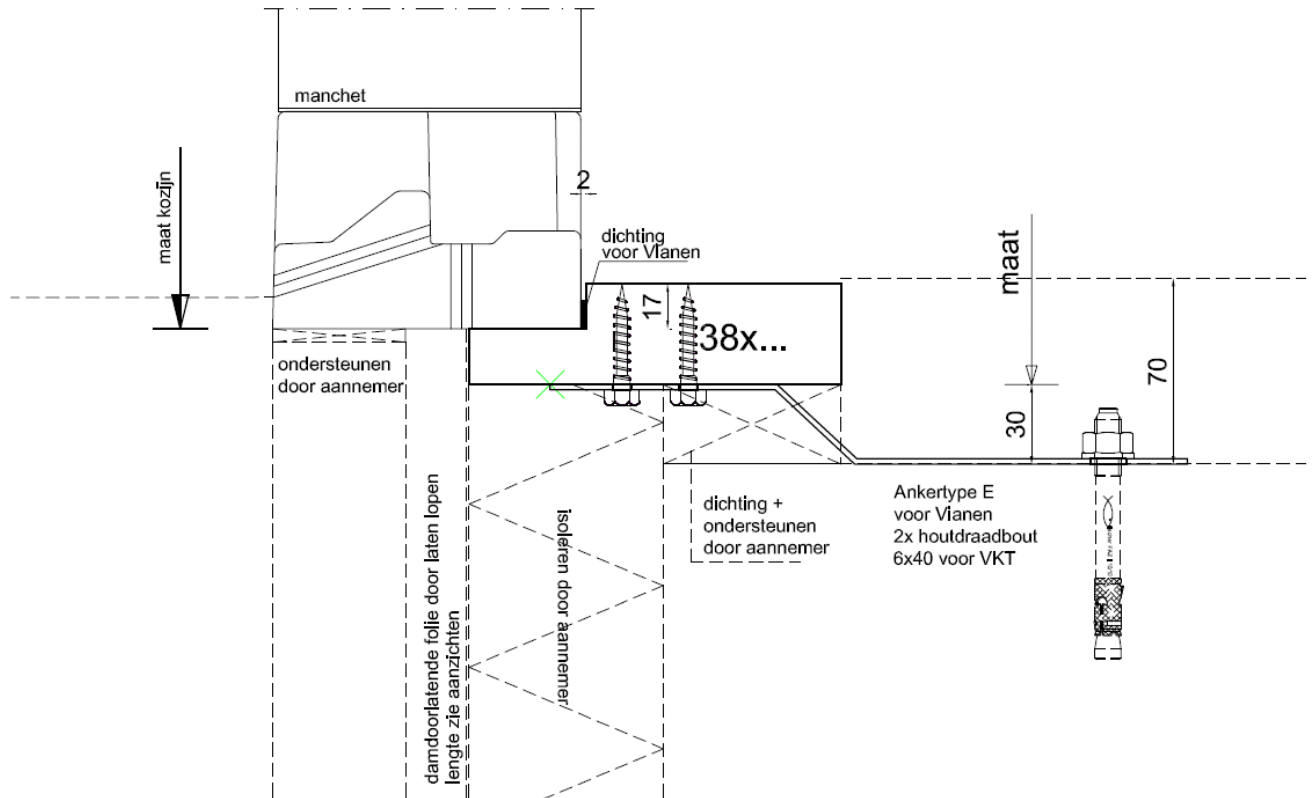 manchet
maat kozijn
2
dichting
voor Vianen
17
38x...
maat
30
70
ondersteunen
door aannemer
damdoorlatende folie door laten lopen
lengte zie aanzichten
isoleren door aannemer
dichting +
ondersteunen
door aannemer
Ankertype E
voor Vianen
2x houtdraadbout
6x40 voor VKT